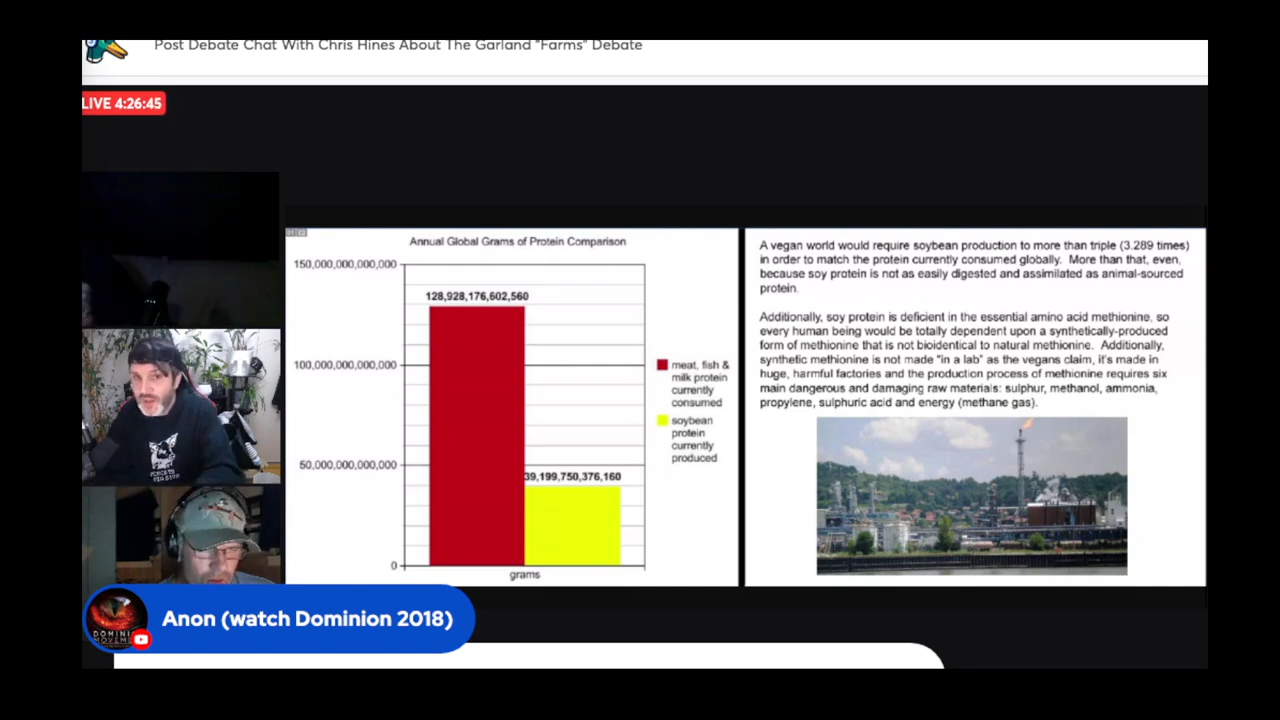 Post Debate Chat With Chris Hines About The Garland "Farms" Debate
LIVE 4:26:45
Annual Global Grams of Protein Comparison
150,000,000,000,000
128,928,176,602,560
100,000,000,000,000
50,000,000,000,000
39,199,750,376,160
0
grams
meat, fish &
milk protein
currently
consumed
soybean
protein
currently
produced
A vegan world would require soybean production to more than triple (3.289 times)
in order to match the protein currently consumed globally. More than that, even,
because soy protein is not as easily digested and assimilated as animal-sourced
protein.
Additionally, soy protein is deficient in the essential amino acid methionine, so
every human being would be totally dependent upon a synthetically-produced
form of methionine that is not bioidentical to natural methionine. Additionally,
synthetic methionine is not made "in a lab" as the vegans claim, it's made in
huge, harmful factories and the production process of methionine requires six
main dangerous and damaging raw materials: sulphur, methanol, ammonia,
propylene, sulphuric acid and energy (methane gas).
Anon (watch Dominion 2018)